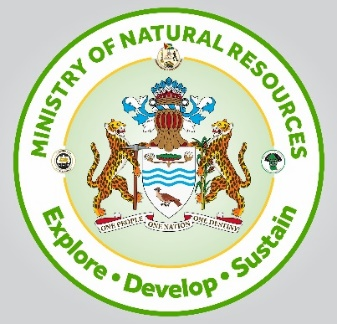 MINISTRY OF NATURAL RESOURCES
ONE PEOPLE ONE NATION ONE DESTINY
Explore • Develop • Sustain